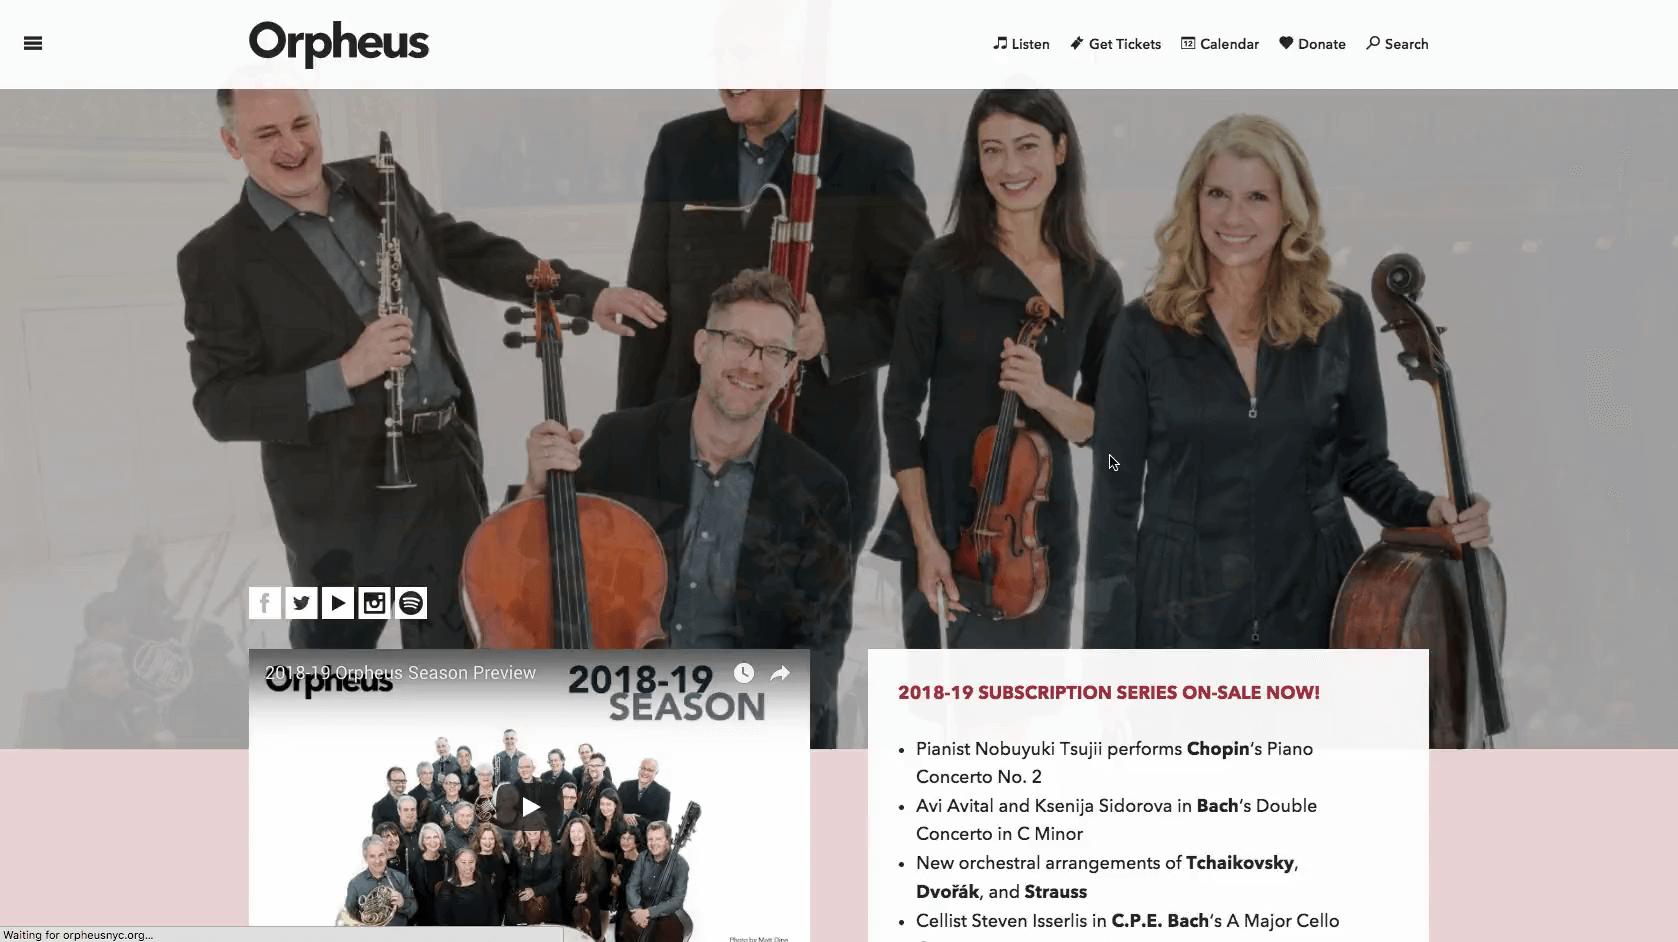 Orpheus
Listen
Get Tickets
12 Calendar
Donate
Search
2018-19 Orpheus Season Preview
Orpheus
2018-19
SEASON
2018-19 SUBSCRIPTION SERIES ON-SALE NOW!
• Pianist Nobuyuki Tsujii performs Chopin's Piano
Concerto No. 2
• Avi Avital and Ksenija Sidorova in Bach's Double
Concerto in C Minor
• New orchestral arrangements of Tchaikovsky,
Dvořák, and Strauss
• Cellist Steven Isserlis in C.P.E. Bach's A Major Cello
Photo by Matt Dine
Waiting for orpheusnyc.org...